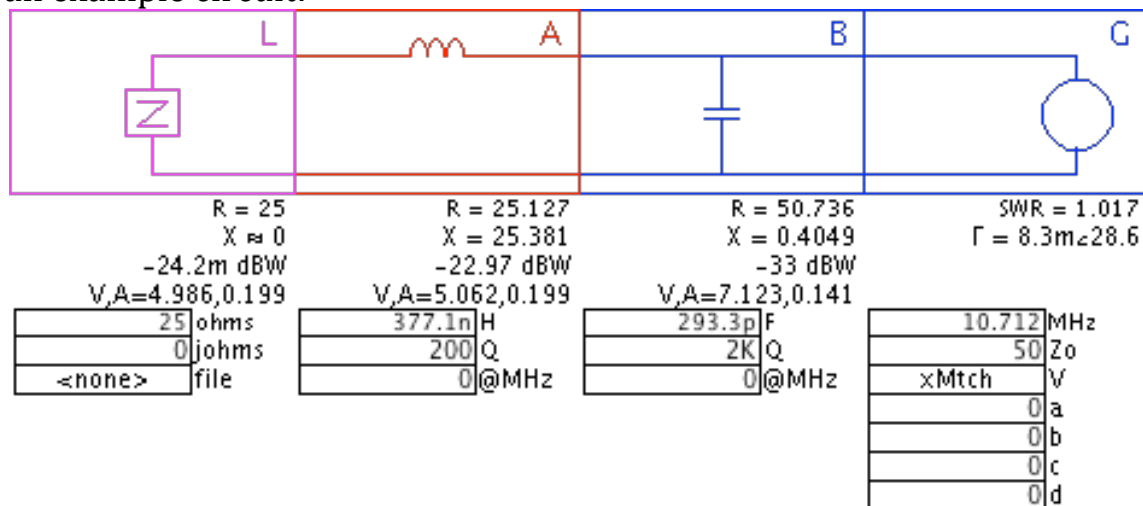 an example circuit.
L A B G
Z
R = 25 R = 25.127 R = 50.736 SWR = 1.017
X ≈ 0 X = 25.381 X = 0.4049 Γ = 8.3m∠28.6
-24.2m dBW -22.97 dBW -33 dBW
V,A=4.986,0.199 V,A=5.062,0.199 V,A=7.123,0.141
25 ohms 377.1n H 293.3p F 10.712 MHz
0 johms 200 Q 2K Q 50 Zo
<none> file 0 @MHz 0 @MHz xMtch V
0 a
0 b
0 c
0 d